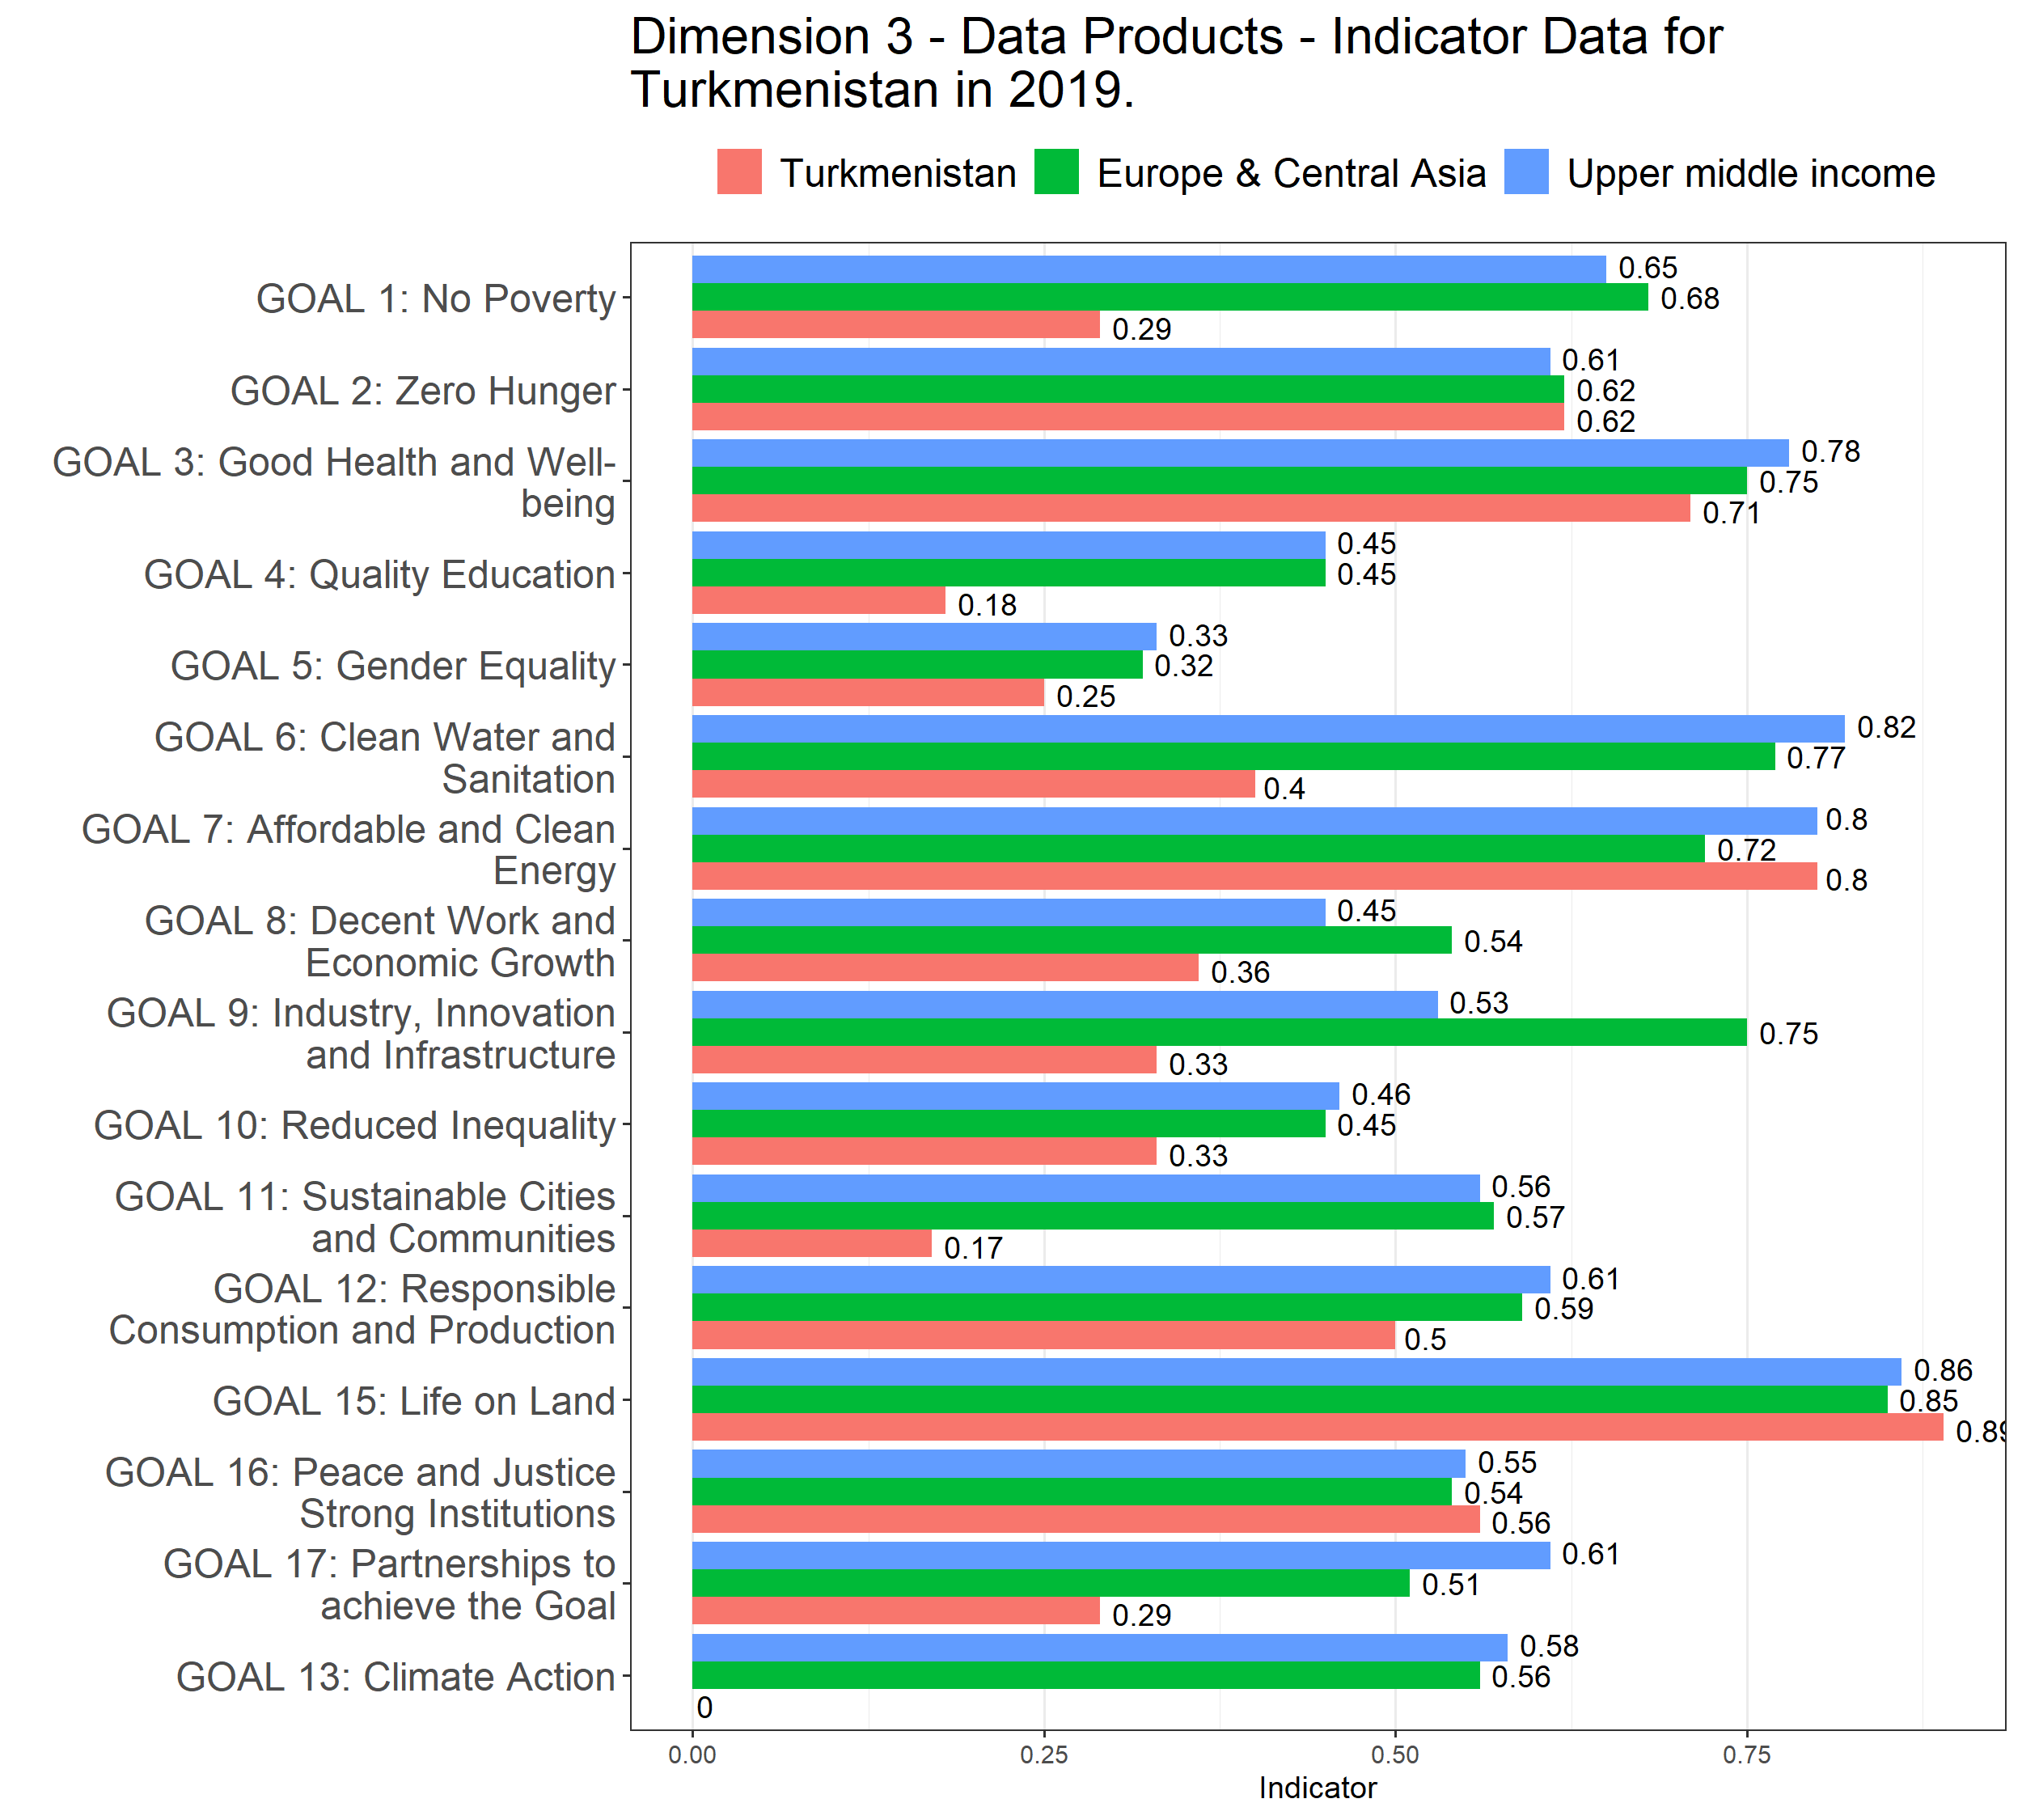 Dimension 3 - Data Products - Indicator Data for
Turkmenistan in 2019.
Turkmenistan Europe & Central Asia Upper middle income
GOAL 1: No Poverty
0.65
0.68
0.29
GOAL 2: Zero Hunger
0.61
0.62
0.62
GOAL 3: Good Health and Well-
being
0.78
0.75
0.71
GOAL 4: Quality Education
0.45
0.45
0.18
GOAL 5: Gender Equality
0.33
0.32
0.25
GOAL 6: Clean Water and
Sanitation
0.82
0.77
0.4
GOAL 7: Affordable and Clean
Energy
0.8
0.72
0.8
GOAL 8: Decent Work and
Economic Growth
0.45
0.54
0.36
GOAL 9: Industry, Innovation
and Infrastructure
0.53
0.75
0.33
GOAL 10: Reduced Inequality
0.46
0.45
0.33
GOAL 11: Sustainable Cities
and Communities
0.56
0.57
0.17
GOAL 12: Responsible
Consumption and Production
0.61
0.59
0.5
GOAL 15: Life on Land
0.86
0.85
0.89
GOAL 16: Peace and Justice
Strong Institutions
0.55
0.54
0.56
GOAL 17: Partnerships to
achieve the Goal
0.61
0.51
0.29
GOAL 13: Climate Action
0.58
0.56
0
0.00 0.25 0.50 0.75
Indicator